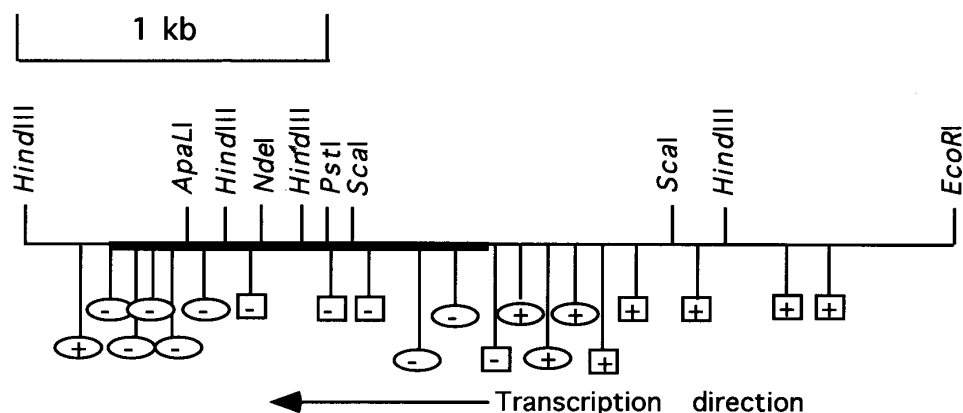 1 kb
HindIII
ApaLI
HindIII
NdeI
HindIII
PstI
ScaI
ScaI
HindIII
EcoRI
- - - - - - - + + + + + +
+ - - - - + +
Transcription direction